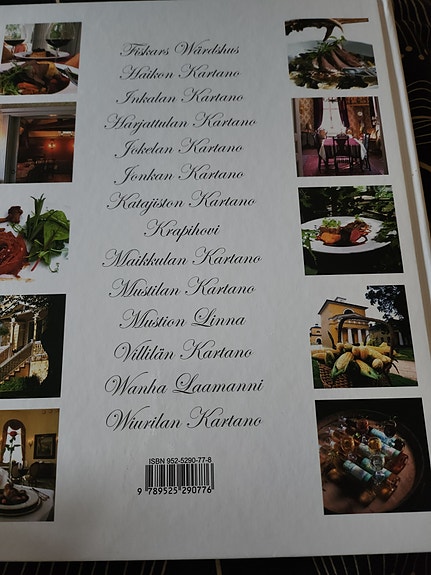 Fiskars Wärdshus
Haikon Kartano
Inkalan Kartano
Harjattulan Kartano
Jokelan Kartano
Jonkan Kartano
Katajiston Kartano
Krapihovi
Maikkulan Kartano
Mustilan Kartano
Mustion Linna
Villilän Kartano
Wanha Laamanni
Wiurilan Kartano
ISBN 952-5290-77-8
9 789525 290776